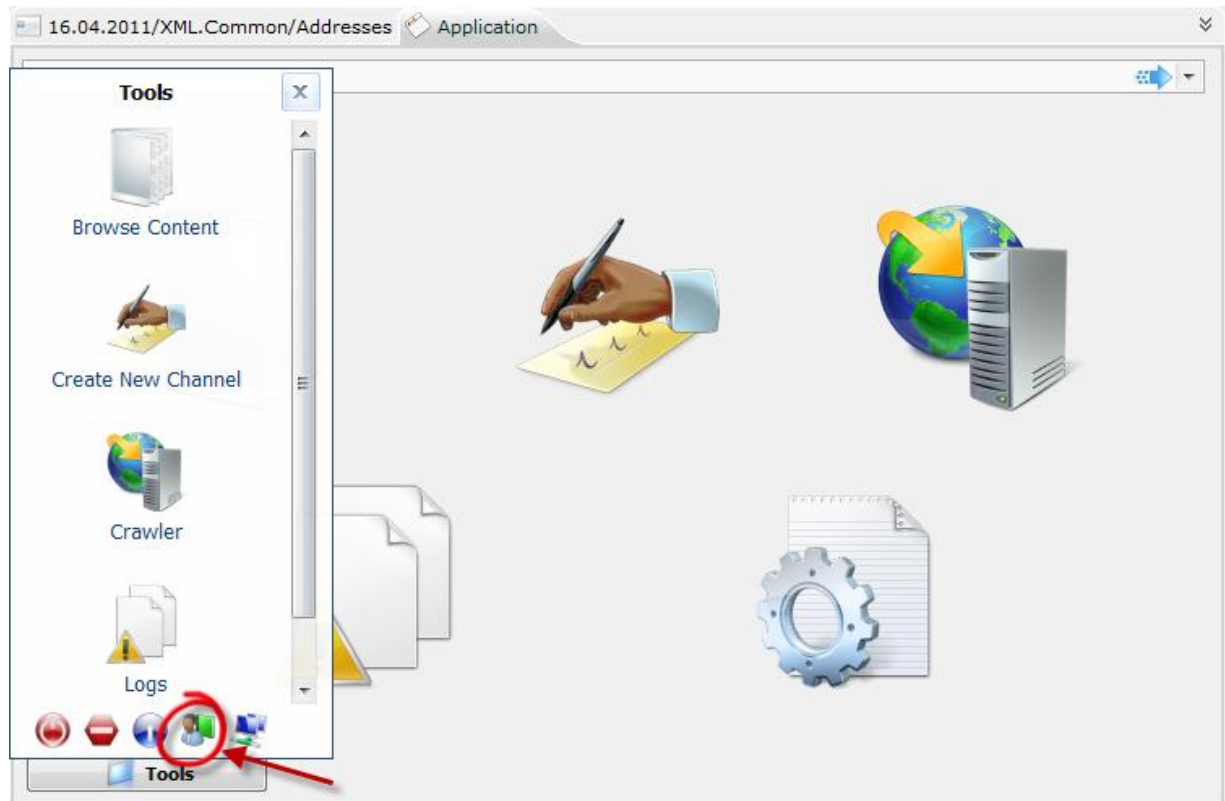 16.04.2011/XML.Common/Addresses Application
Tools
Browse Content
Create New Channel
Crawler
Logs
Tools